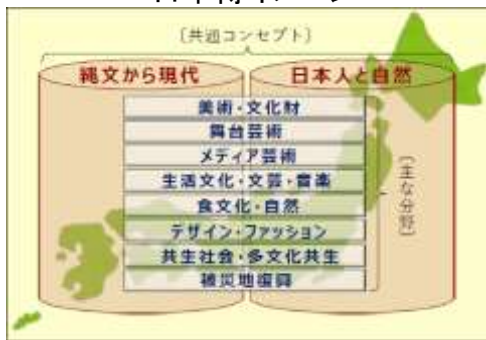 〔共通コンセプト〕
縄文から現代
日本人と自然
美術・文化財
舞台芸術
メディア芸術
生活文化・文芸・音楽
食文化・自然
デザイン・ファッション
共生社会・多文化共生
被災地復興
〔主な分野〕